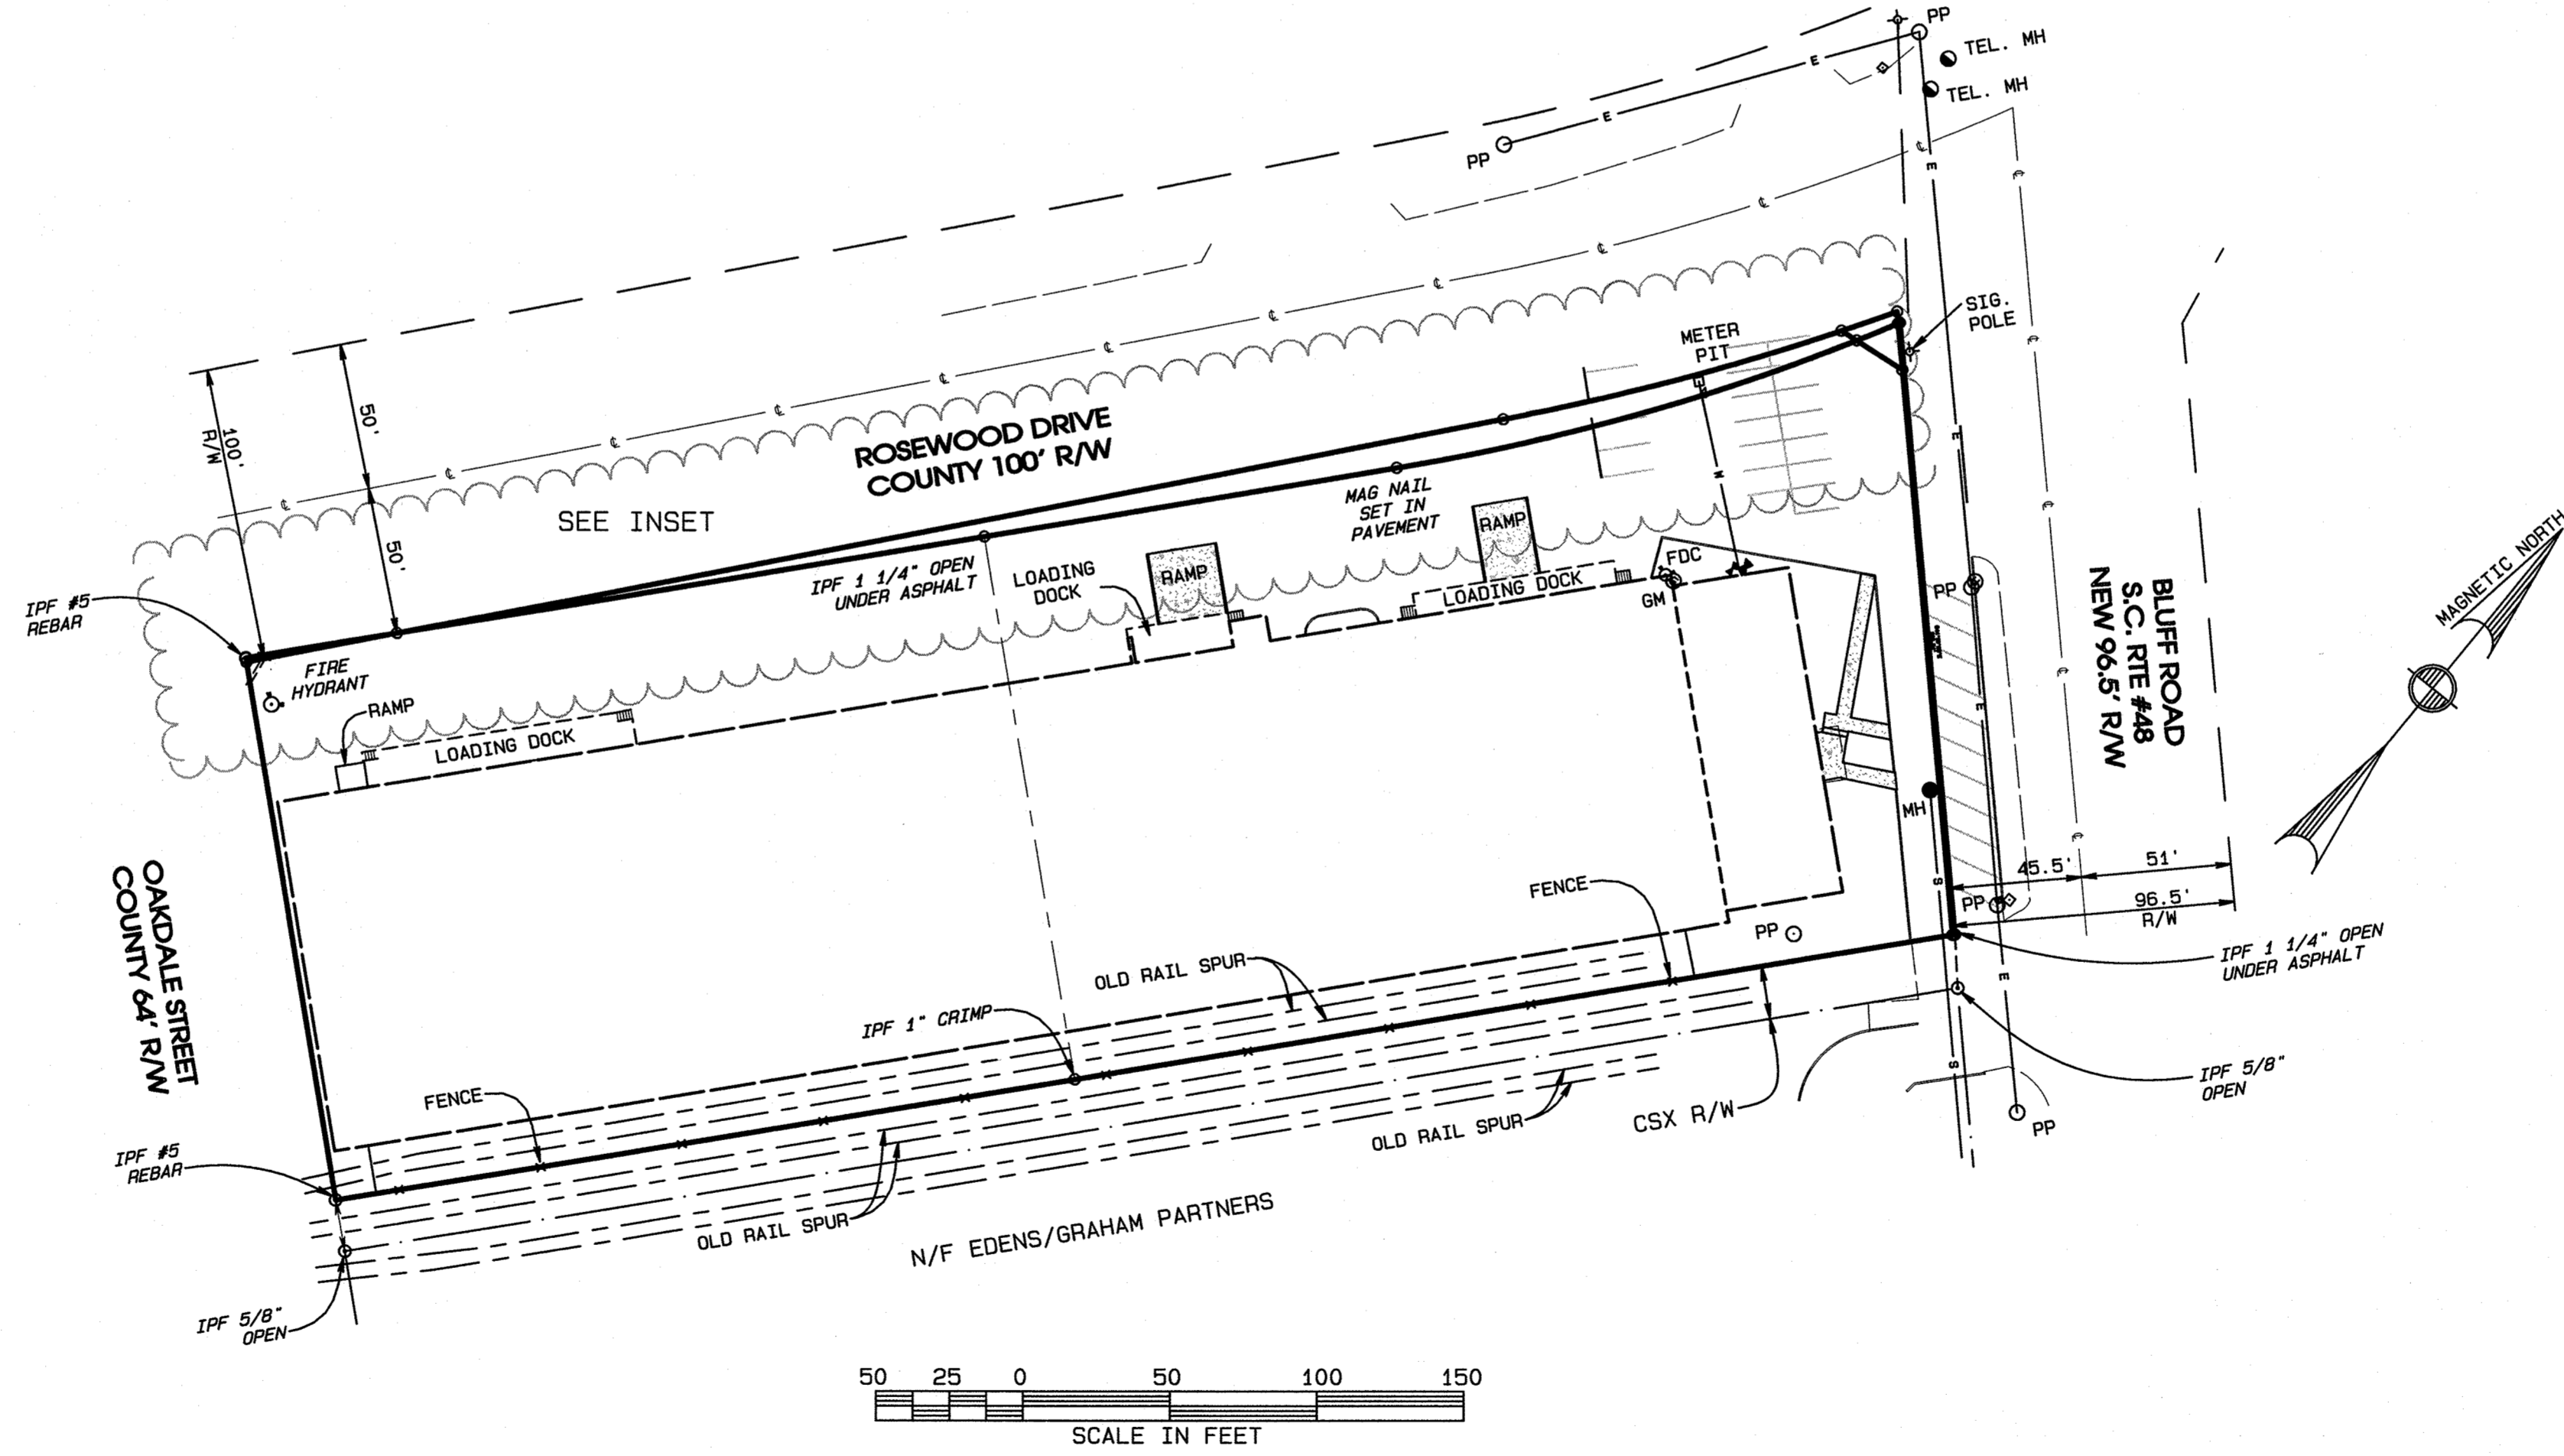 PP
TEL. MH
TEL. MH
E
E
PP
E
SIG.
POLE
METER
PIT
50'
100'
R/W
50'
ROSEWOOD DRIVE
COUNTY 100' R/W
SEE INSET
MAG NAIL
SET IN
PAVEMENT
RAMP
W
IPF 1 1/4" OPEN
UNDER ASPHALT
LOADING
DOCK
RAMP
LOADING DOCK
FDC
GM
PP
E
IPF #5
REBAR
FIRE
HYDRANT
RAMP
LOADING DOCK
MAGNETIC NORTH
BLUFF ROAD
S.C. RTE #48
NEW 96.5' R/W
E
MH
S
45.5'
51'
PP
96.5'
R/W
OAKDALE STREET
COUNTY 64' R/W
FENCE
PP
OLD RAIL SPUR
IPF 1 1/4" OPEN
UNDER ASPHALT
E
IPF 1" CRIMP
FENCE
IPF 5/8"
OPEN
S
CSX R/W
OLD RAIL SPUR
PP
IPF #5
REBAR
OLD RAIL SPUR
N/F EDENS/GRAHAM PARTNERS
IPF 5/8"
OPEN
50 25 0 50 100 150
SCALE IN FEET